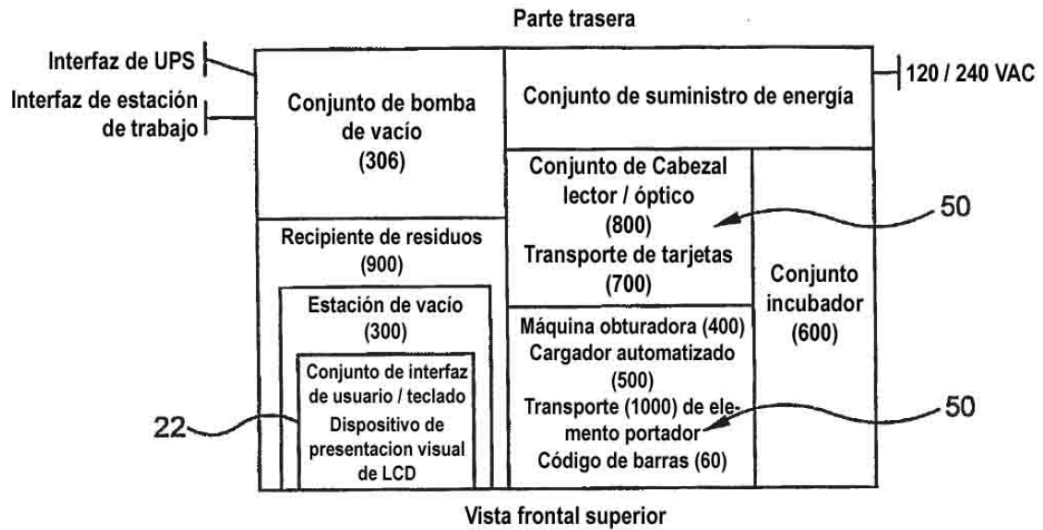 Parte trasera
Interfaz de UPS
Interfaz de estación
de trabajo
Conjunto de bomba
de vacío
(306)
Conjunto de suministro de energía
120 / 240 VAC
Conjunto de Cabezal
lector / óptico
(800)
Transporte de tarjetas
(700)
50
Recipiente de residuos
(900)
Estación de vacío
(300)
Conjunto de interfaz
de usuario / teclado
Dispositivo de
presentacion visual
de LCD
22
Máquina obturadora (400)
Cargador automatizado
(500)
Transporte (1000) de ele-
mento portador
Código de barras (60)
Conjunto
incubador
(600)
50
Vista frontal superior